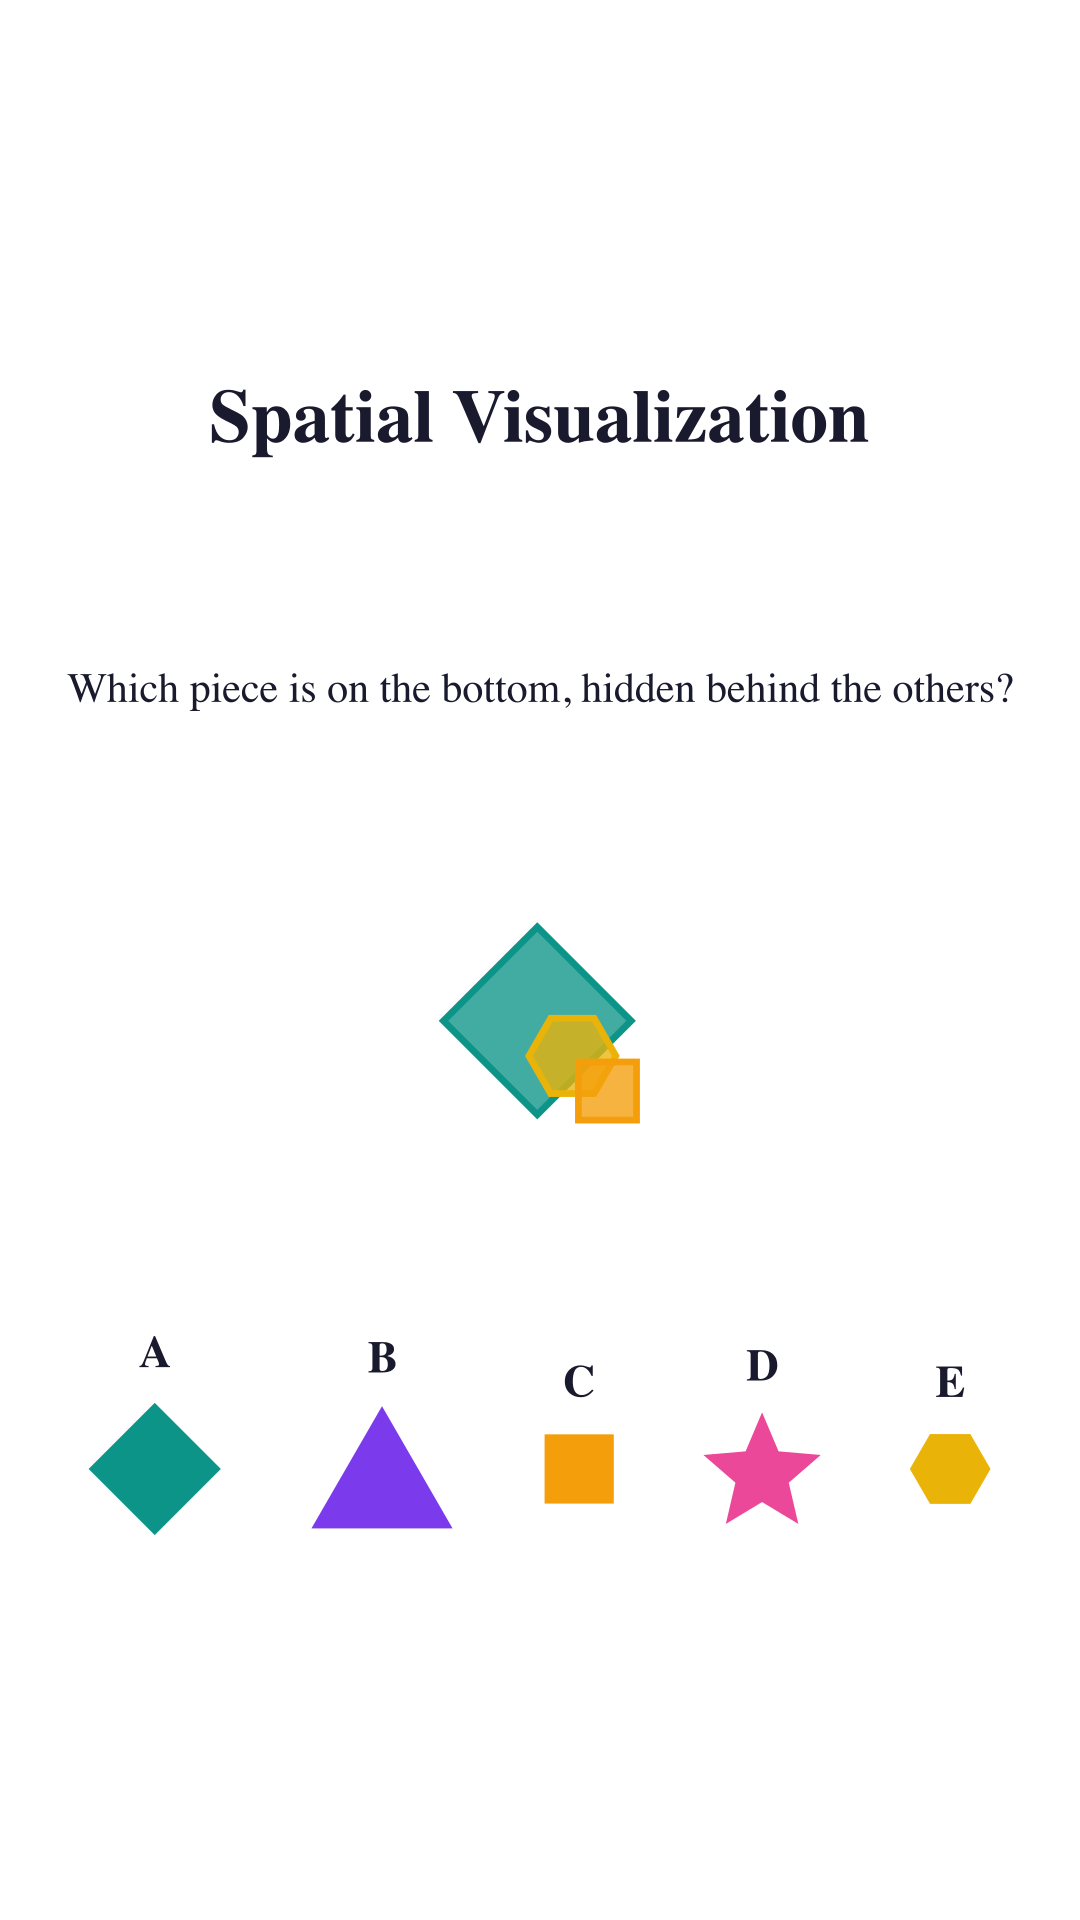 Spatial Visualization
Which piece is on the bottom, hidden behind the others?
A
B
C
D
E